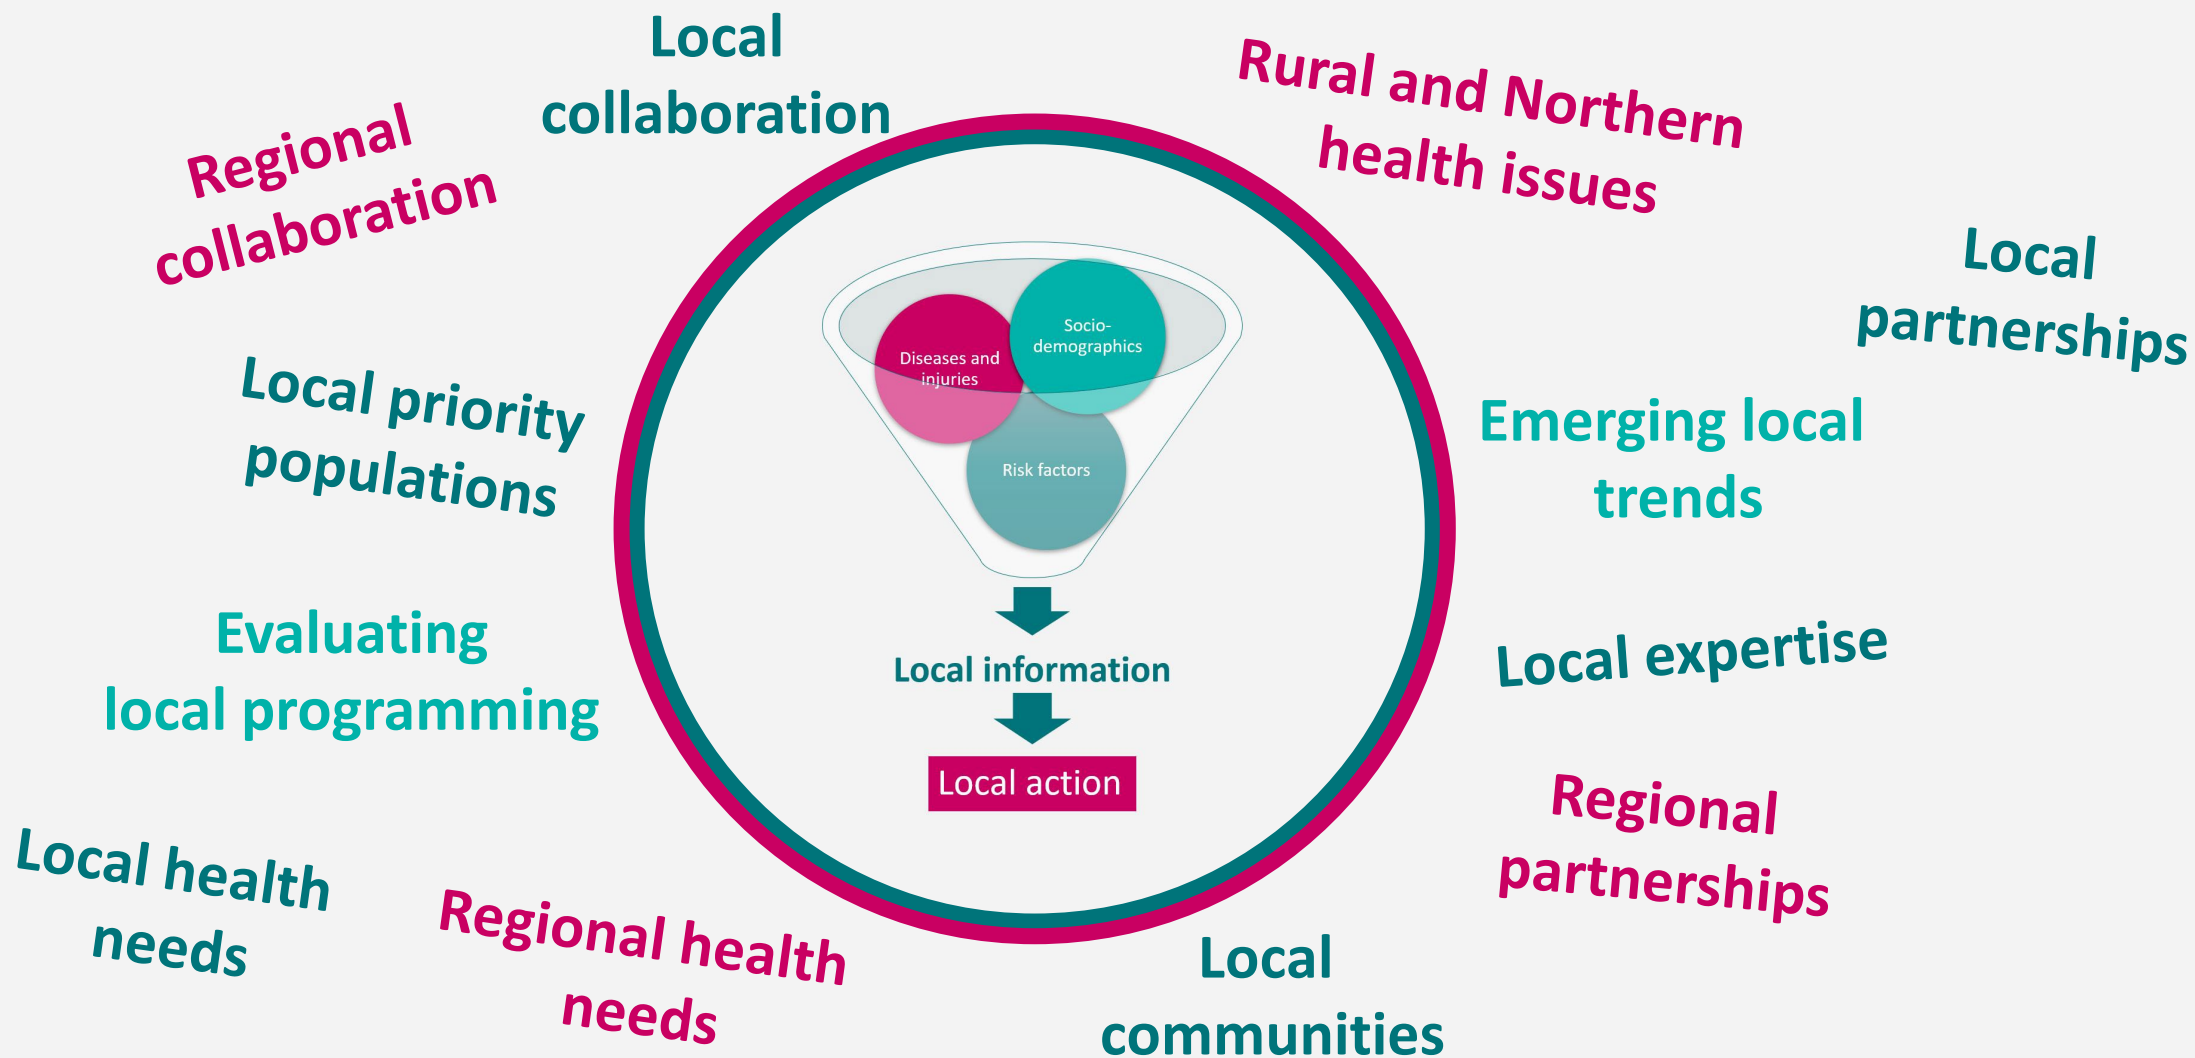 Local
collaboration
Rural and Northern
health issues
Regional
collaboration
Local
partnerships
Socio-
demographics
Diseases and
injuries
Risk factors
Local priority
populations
Emerging local
trends
Evaluating
local programming
Local information
Local expertise
Local action
Regional
partnerships
Local health
needs
Regional health
needs
Local
communities